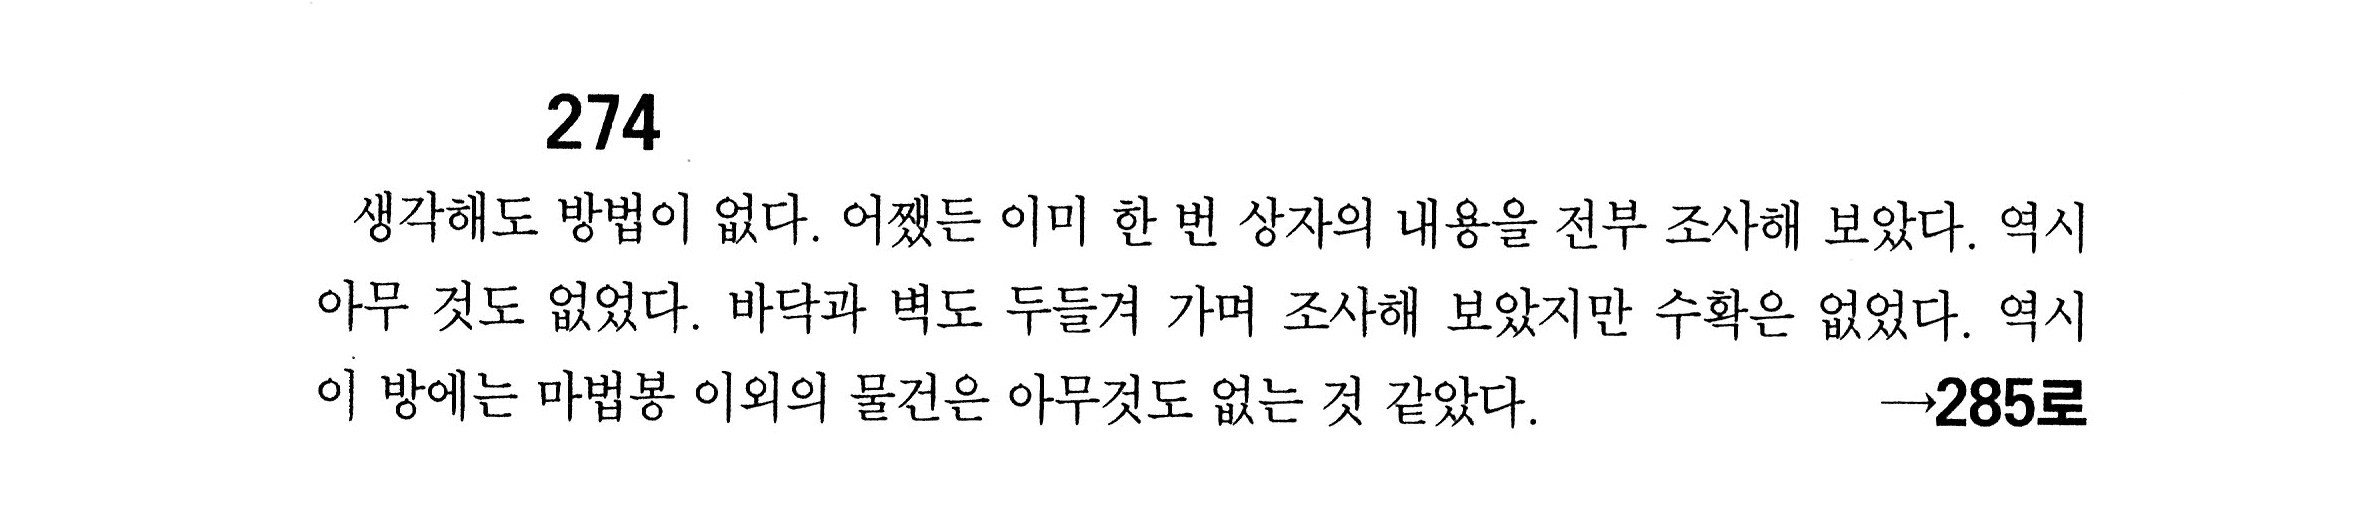 274
생각해도 방법이 없다. 어쨌든 이미 한 번 상자의 내용을 전부 조사해 보았다. 역시
아무 것도 없었다. 바닥과 벽도 두들겨 가며 조사해 보았지만 수확은 없었다. 역시
이 방에는 마법봉 이외의 물건은 아무것도 없는 것 같았다. →285로